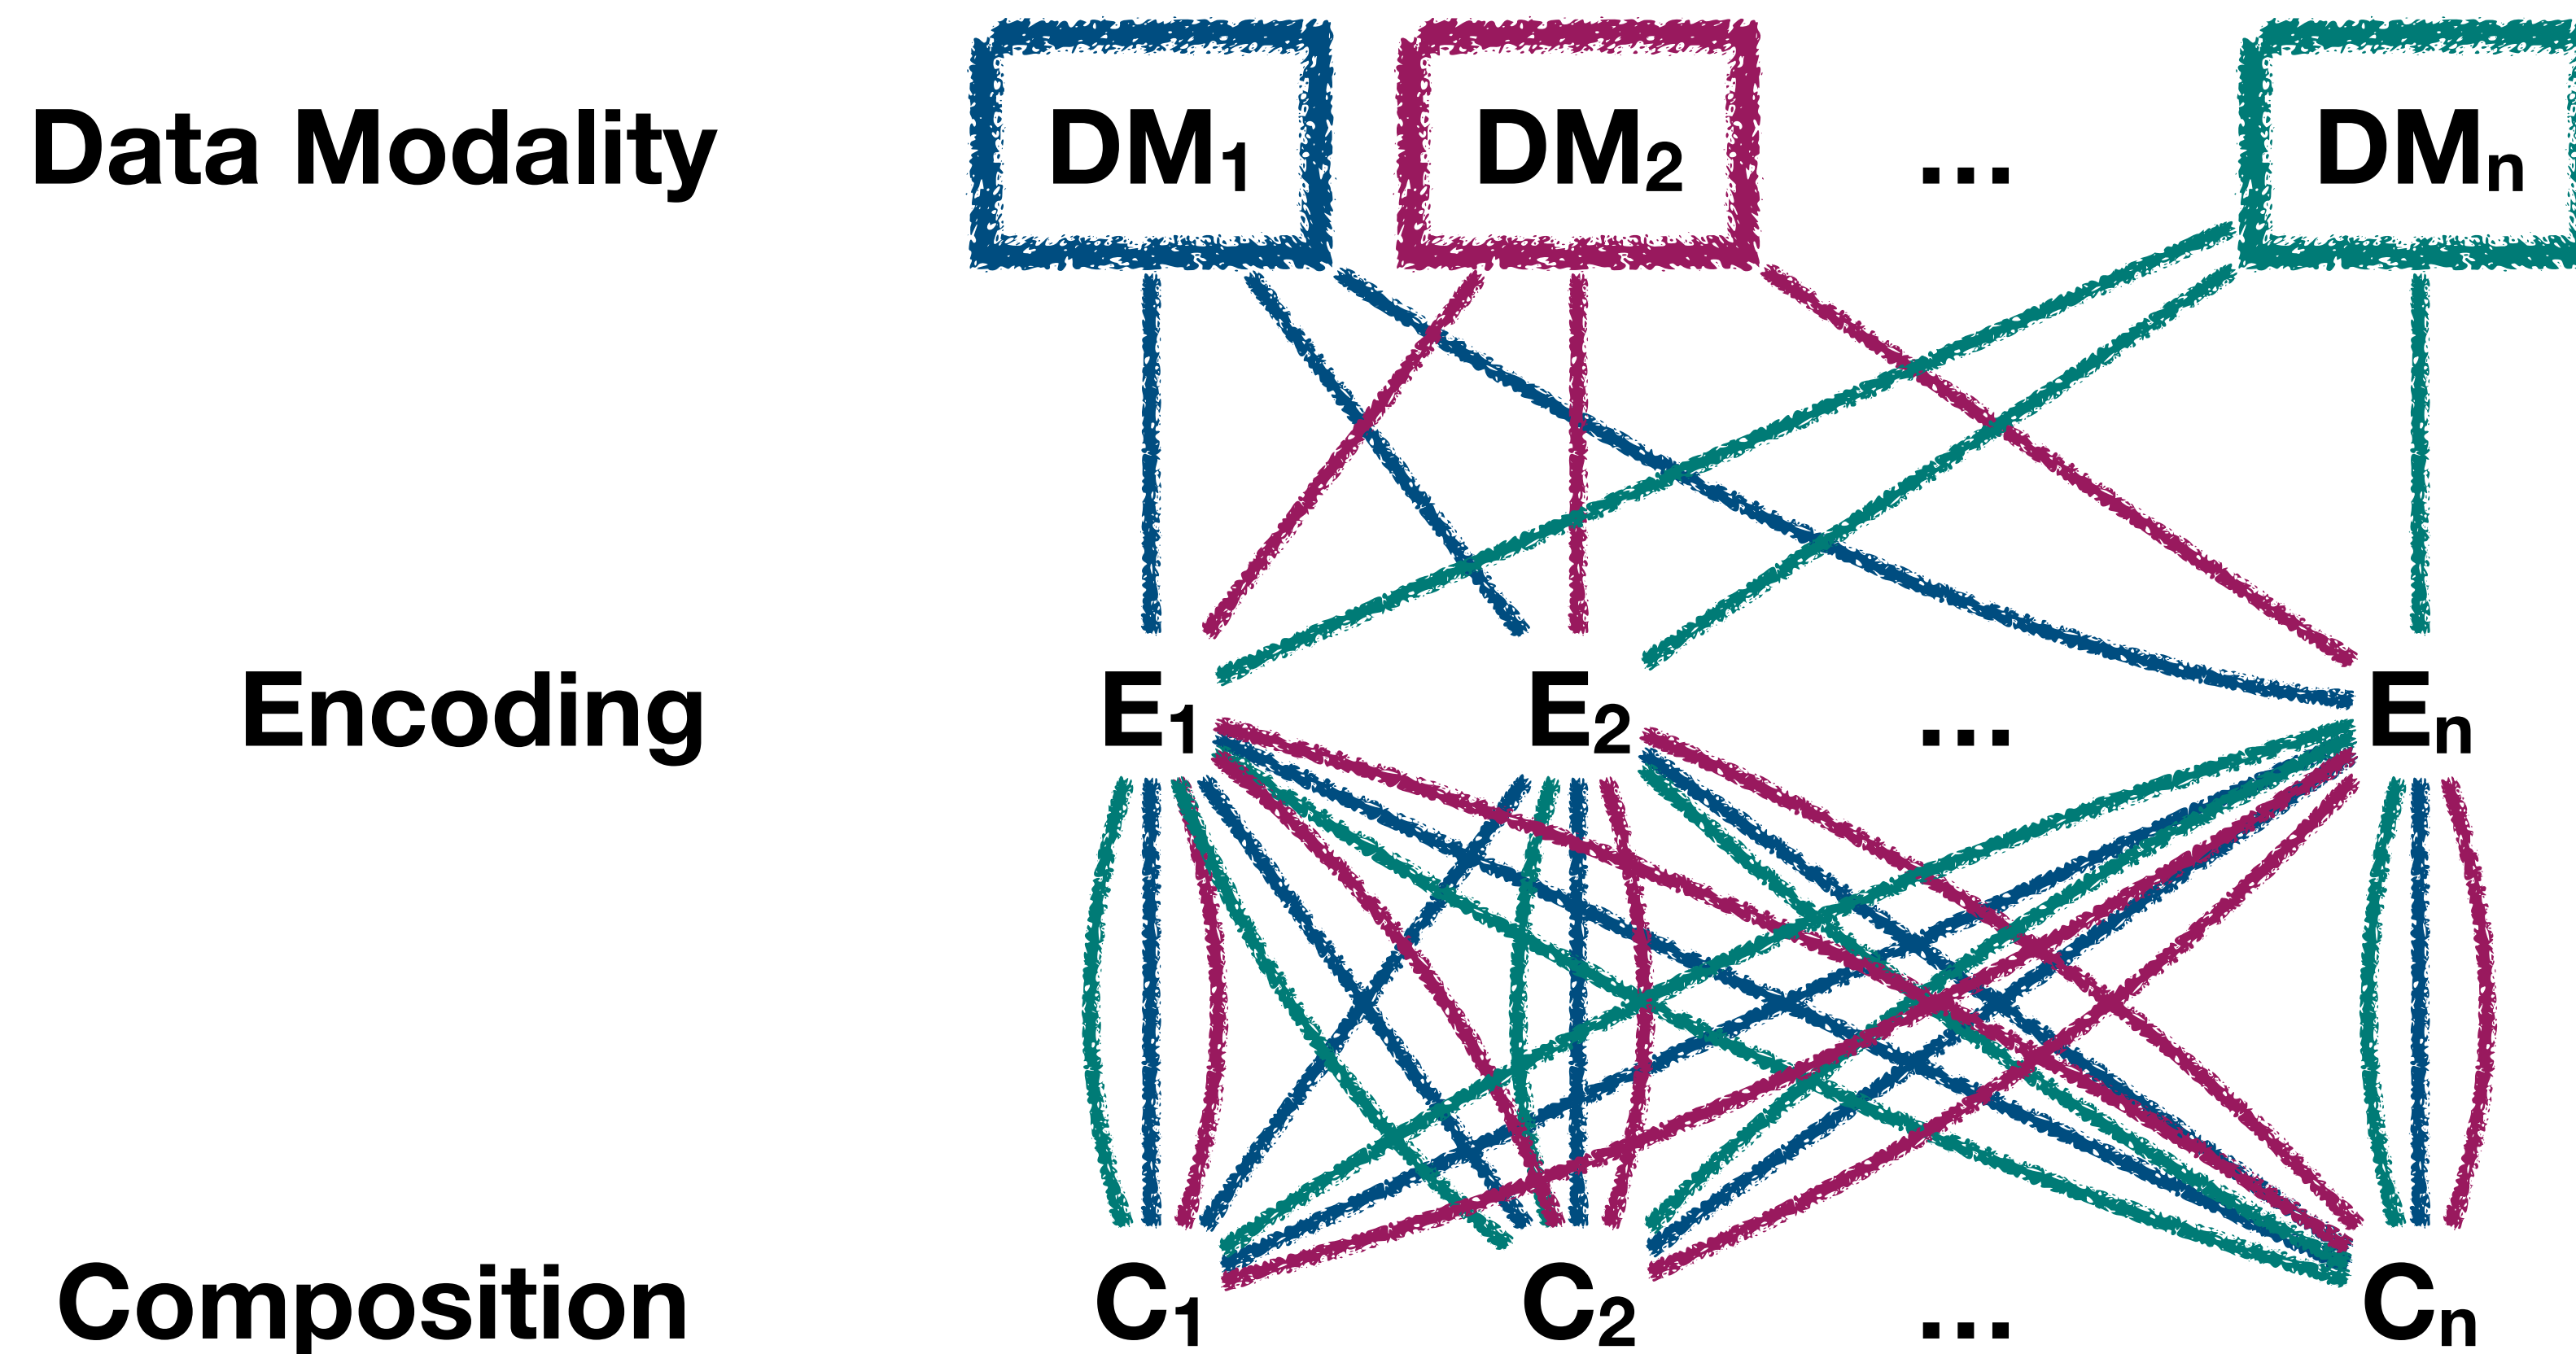 Data Modality DM₁ DM₂ ... DMₙ
Encoding E₁ E₂ ... Eₙ
Composition C₁ C₂ ... Cₙ